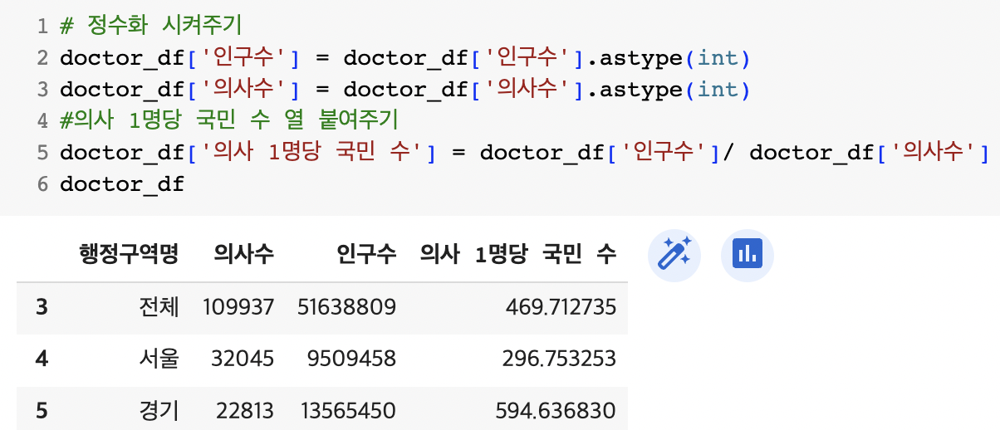 1 # 정수화 시켜주기
2 doctor_df['인구수'] = doctor_df['인구수'].astype(int)
3 doctor_df['의사수'] = doctor_df['의사수'].astype(int)
4 #의사 1명당 국민 수 열 붙여주기
5 doctor_df['의사 1명당 국민 수'] = doctor_df['인구수']/ doctor_df['의사수']
6 doctor_df
행정구역명 의사수 인구수 의사 1명당 국민 수
3 전체 109937 51638809 469.712735
4 서울 32045 9509458 296.753253
5 경기 22813 13565450 594.636830